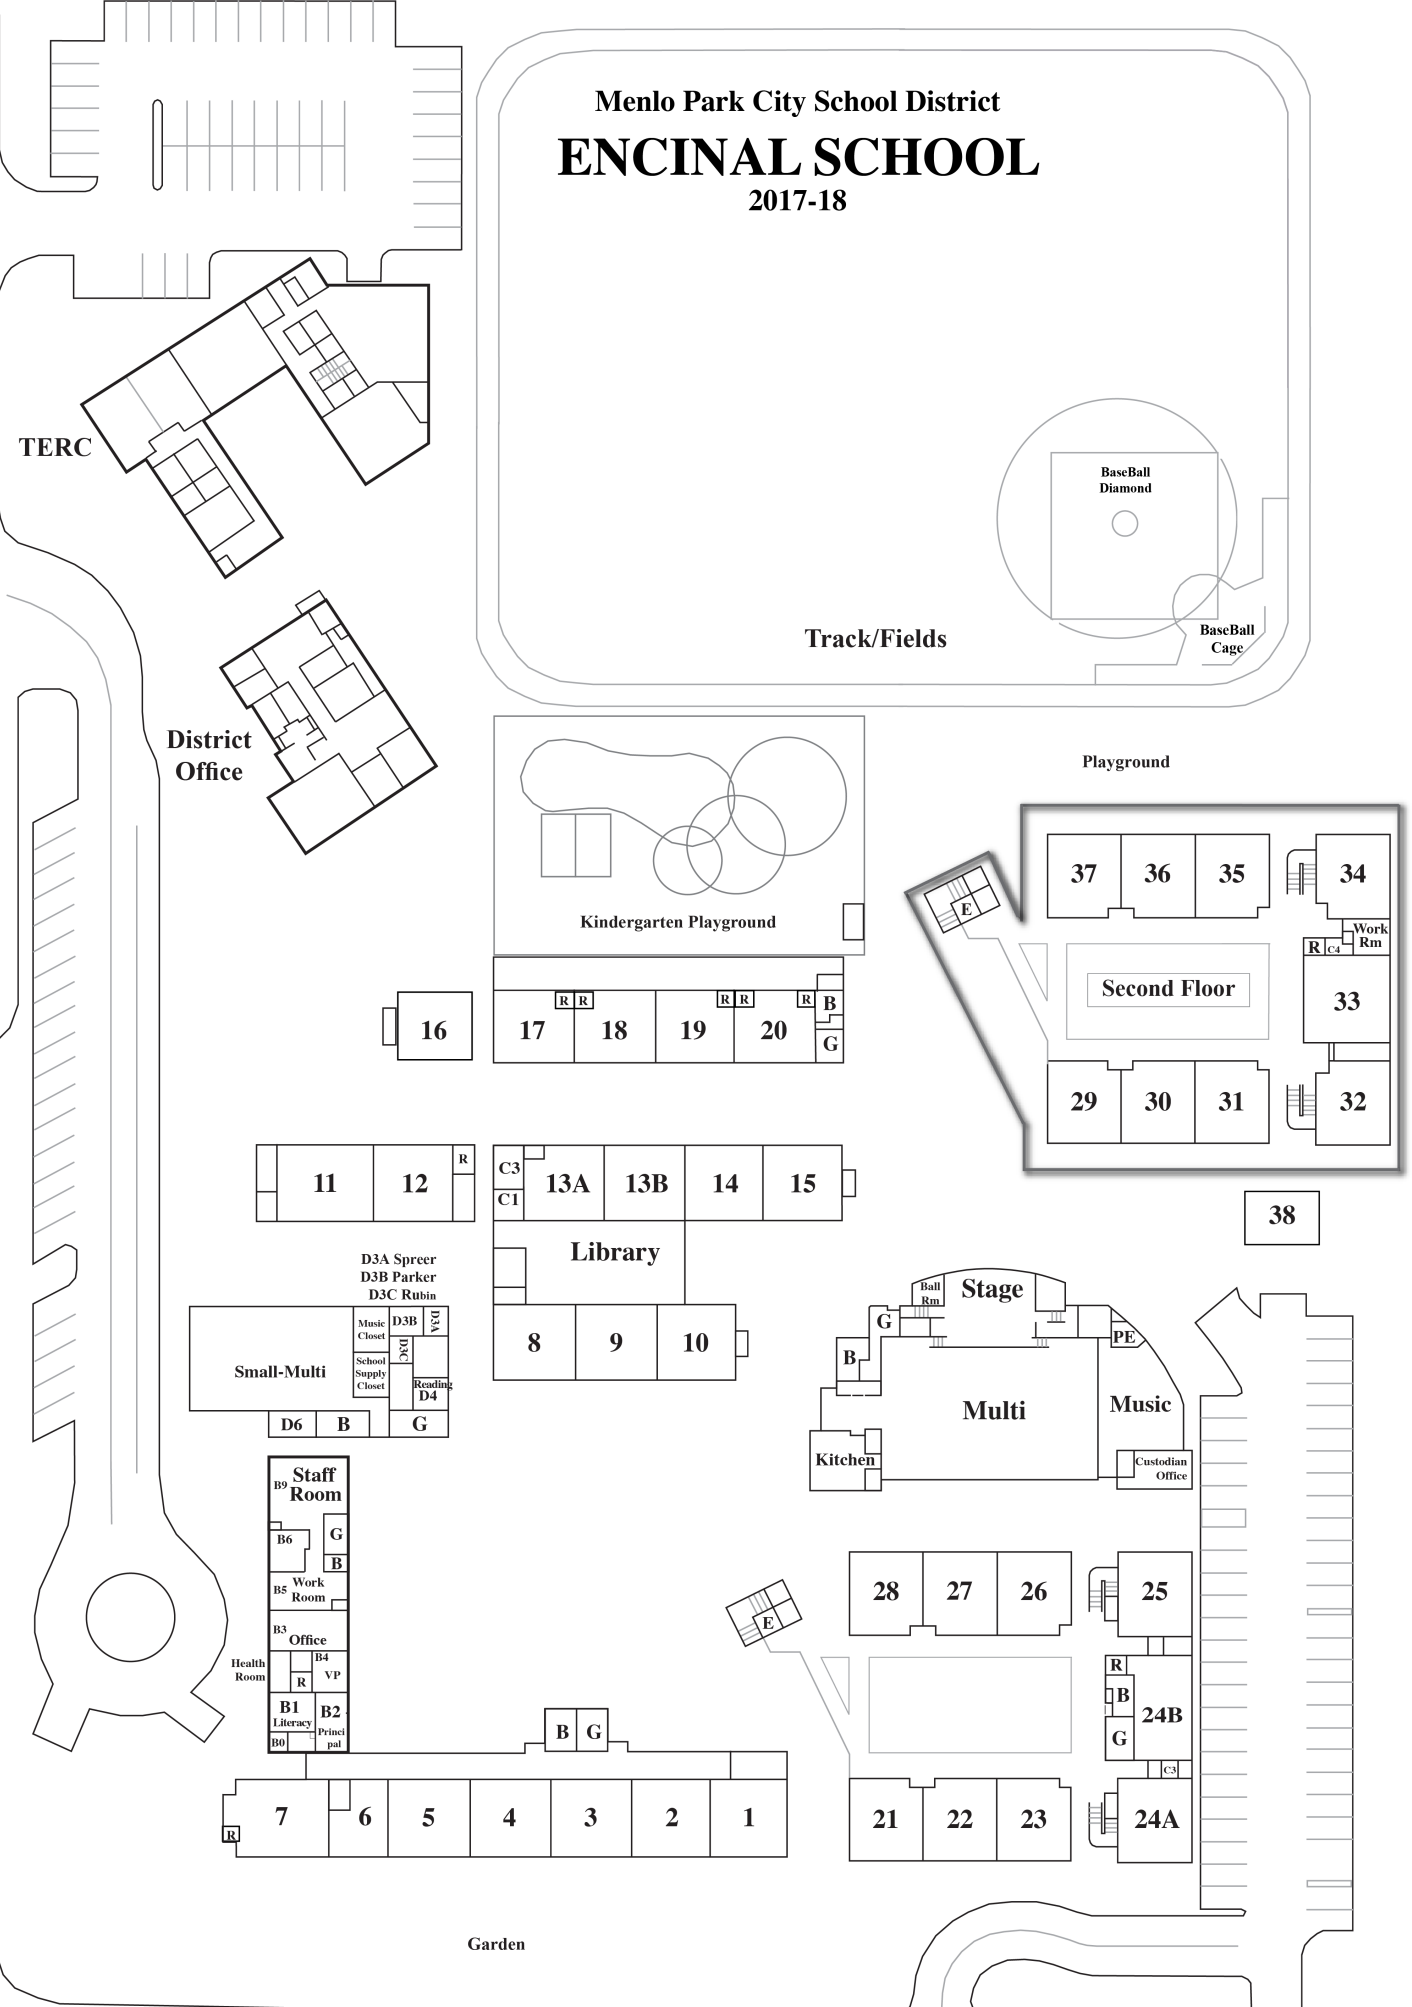 Menlo Park City School District
ENCINAL SCHOOL
2017-18
TERC
BaseBall
Diamond
Track/Fields
BaseBall
Cage
District
Office
Playground
Kindergarten Playground
37
36
35
34
E
Work
Rm
R
C4
Second Floor
33
29
30
31
32
16
17
R
R
18
19
R
R
20
R
B
G
11
12
R
C3
C1
13A
13B
14
15
38
Library
D3A Spreer
D3B Parker
D3C Rubin
8
9
10
Small-Multi
Music
Closet
D3B
D3A
School
Supply
Closet
D3C
Reading
D4
D6
B
G
Ball
Rm
Stage
G
B
PE
Multi
Music
Kitchen
Custodian
Office
B9
Staff
Room
G
B6
B
B5
Work
Room
B3
Office
Health
Room
B4
R
VP
B1
Literacy
B2
Princi
pal
B0
28
27
26
25
E
R
B
24B
G
C3
21
22
23
24A
B
G
7
R
6
5
4
3
2
1
Garden